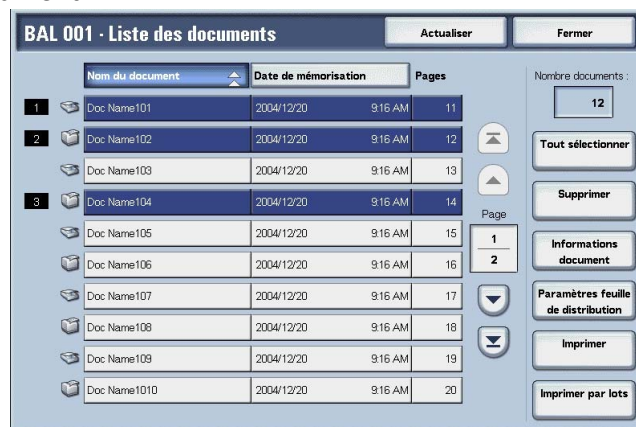 BAL 001 - Liste des documents
Actualiser
Fermer
Nom du document
Date de mémorisation
Pages
Nombre documents :
12
1 Doc Name101 2004/12/20 9:16 AM 11
2 Doc Name102 2004/12/20 9:16 AM 12
Doc Name103 2004/12/20 9:16 AM 13
3 Doc Name104 2004/12/20 9:16 AM 14
Doc Name105 2004/12/20 9:16 AM 15
Doc Name106 2004/12/20 9:16 AM 16
Doc Name107 2004/12/20 9:16 AM 17
Doc Name108 2004/12/20 9:16 AM 18
Doc Name109 2004/12/20 9:16 AM 19
Doc Name1010 2004/12/20 9:16 AM 20
Page
1
2
Tout sélectionner
Supprimer
Informations
document
Paramètres feuille
de distribution
Imprimer
Imprimer par lots